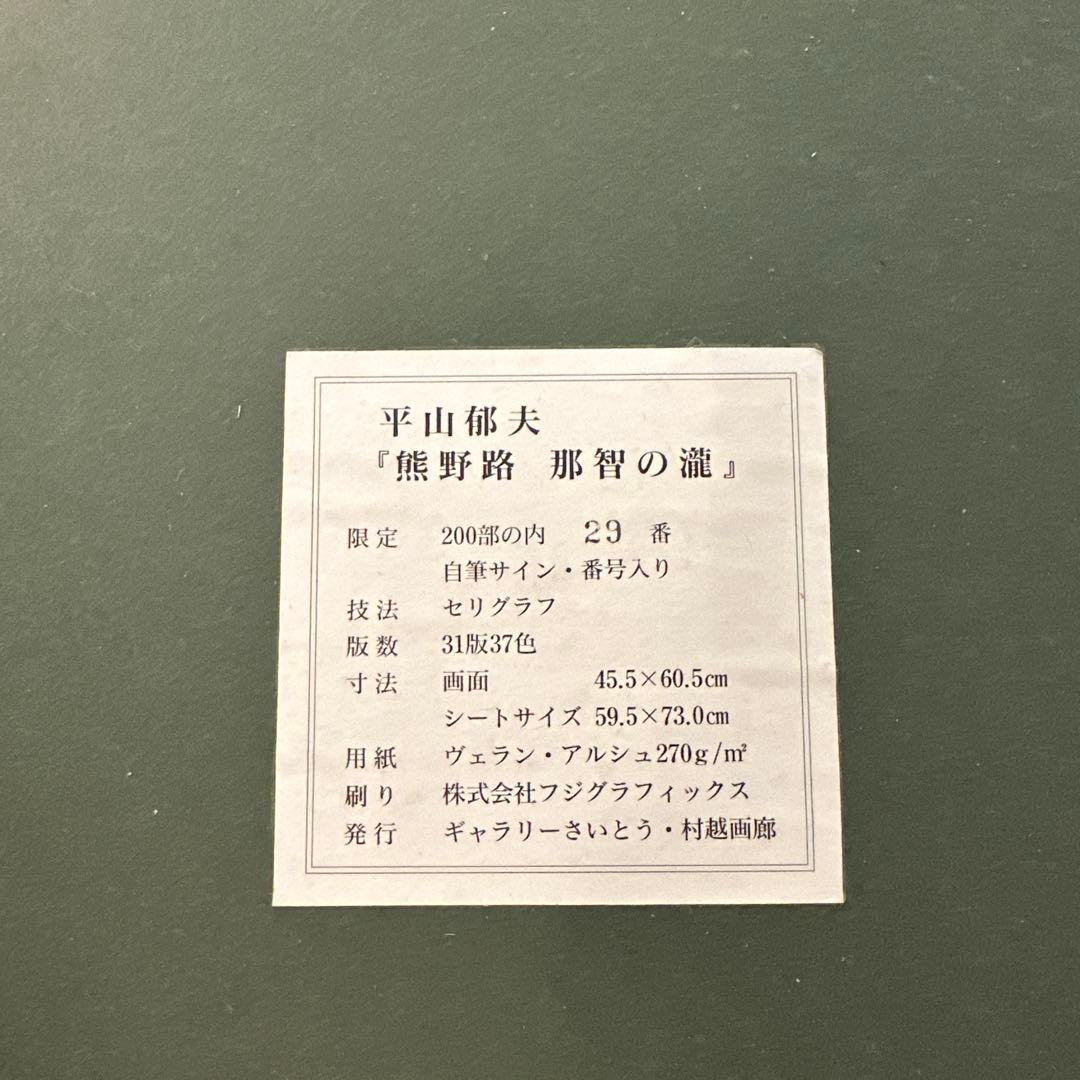 平山郁夫
『熊野路 那智の瀧』
限定 200部の内 29 番
自筆サイン・番号入り
技法 セリグラフ
版数 31版37色
寸法 画面 45.5×60.5㎝
シートサイズ 59.5×73.0㎝
用紙 ヴェラン・アルシュ270g/㎡
刷り 株式会社フジグラフィックス
発行 ギャラリーさいとう・村越画廊